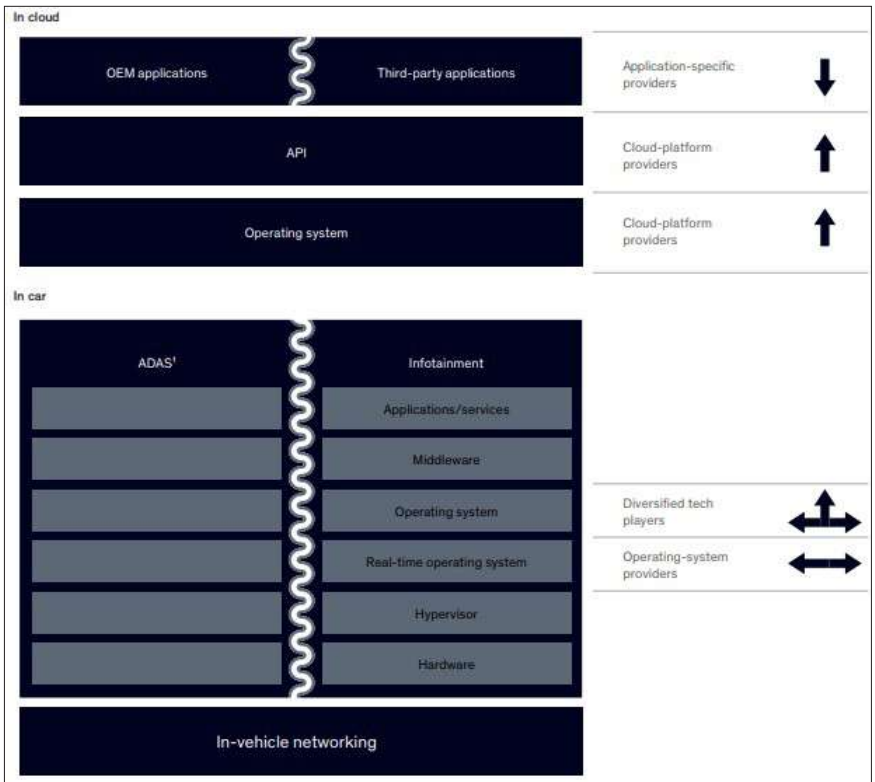 In cloud
OEM applications
Third-party applications
Application-specific
providers
API
Cloud-platform
providers
Operating system
Cloud-platform
providers
In car
ADAS¹
Infotainment
Applications/services
Middleware
Operating system
Diversified tech
players
Real-time operating system
Operating-system
providers
Hypervisor
Hardware
In-vehicle networking